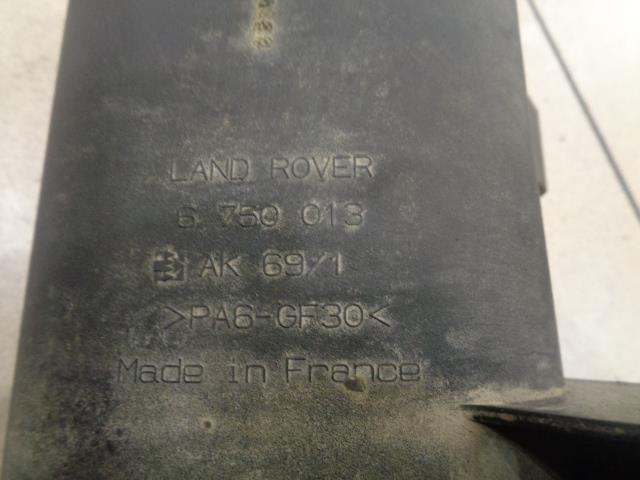 LAND ROVER
6 750 013
AK 69/1
>PA6-GF30<
Made in France